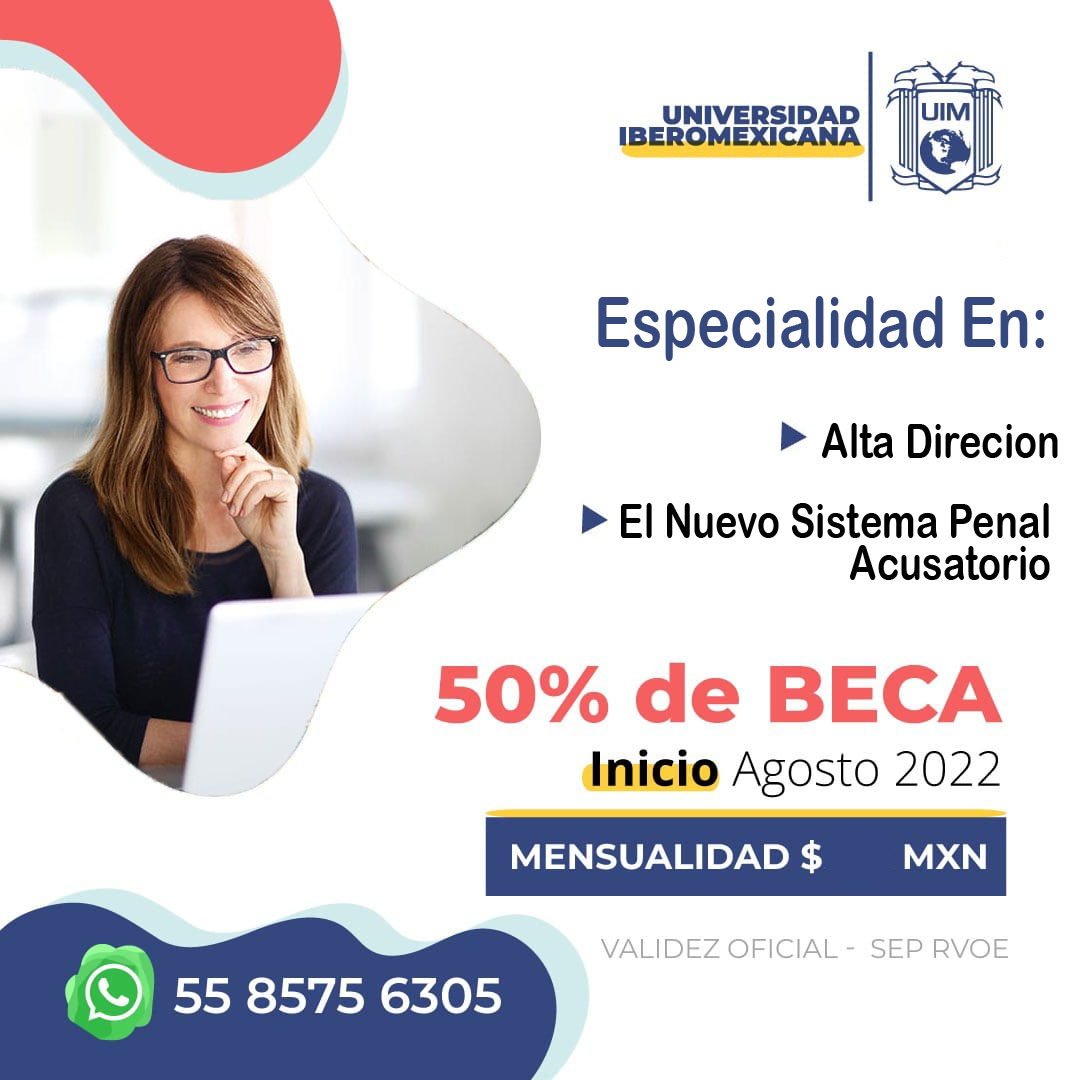 UNIVERSIDAD
IBEROMEXICANA
UIM
Especialidad En:
Alta Direcion
El Nuevo Sistema Penal
Acusatorio
50% de BECA
Inicio Agosto 2022
MENSUALIDAD $ MXN
VALIDEZ OFICIAL - SEP RVOE
55 8575 6305